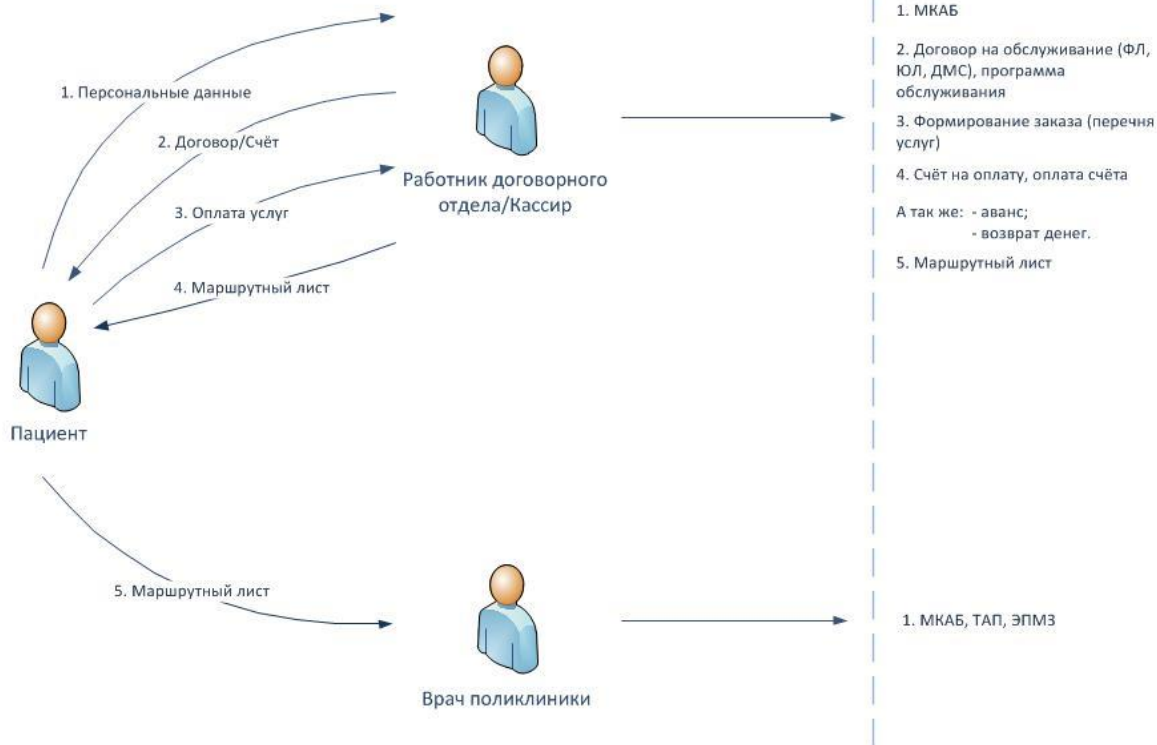 1. Персональные данные
2. Договор/Счёт
3. Оплата услуг
4. Маршрутный лист
Работник договорного
отдела/Кассир
Пациент
5. Маршрутный лист
Врач поликлиники
1. МКАБ
2. Договор на обслуживание (ФЛ,
ЮЛ, ДМС), программа
обслуживания
3. Формирование заказа (перечня
услуг)
4. Счёт на оплату, оплата счёта
А так же: - аванс;
- возврат денег.
5. Маршрутный лист
1. МКАБ, ТАП, ЭПМЗ